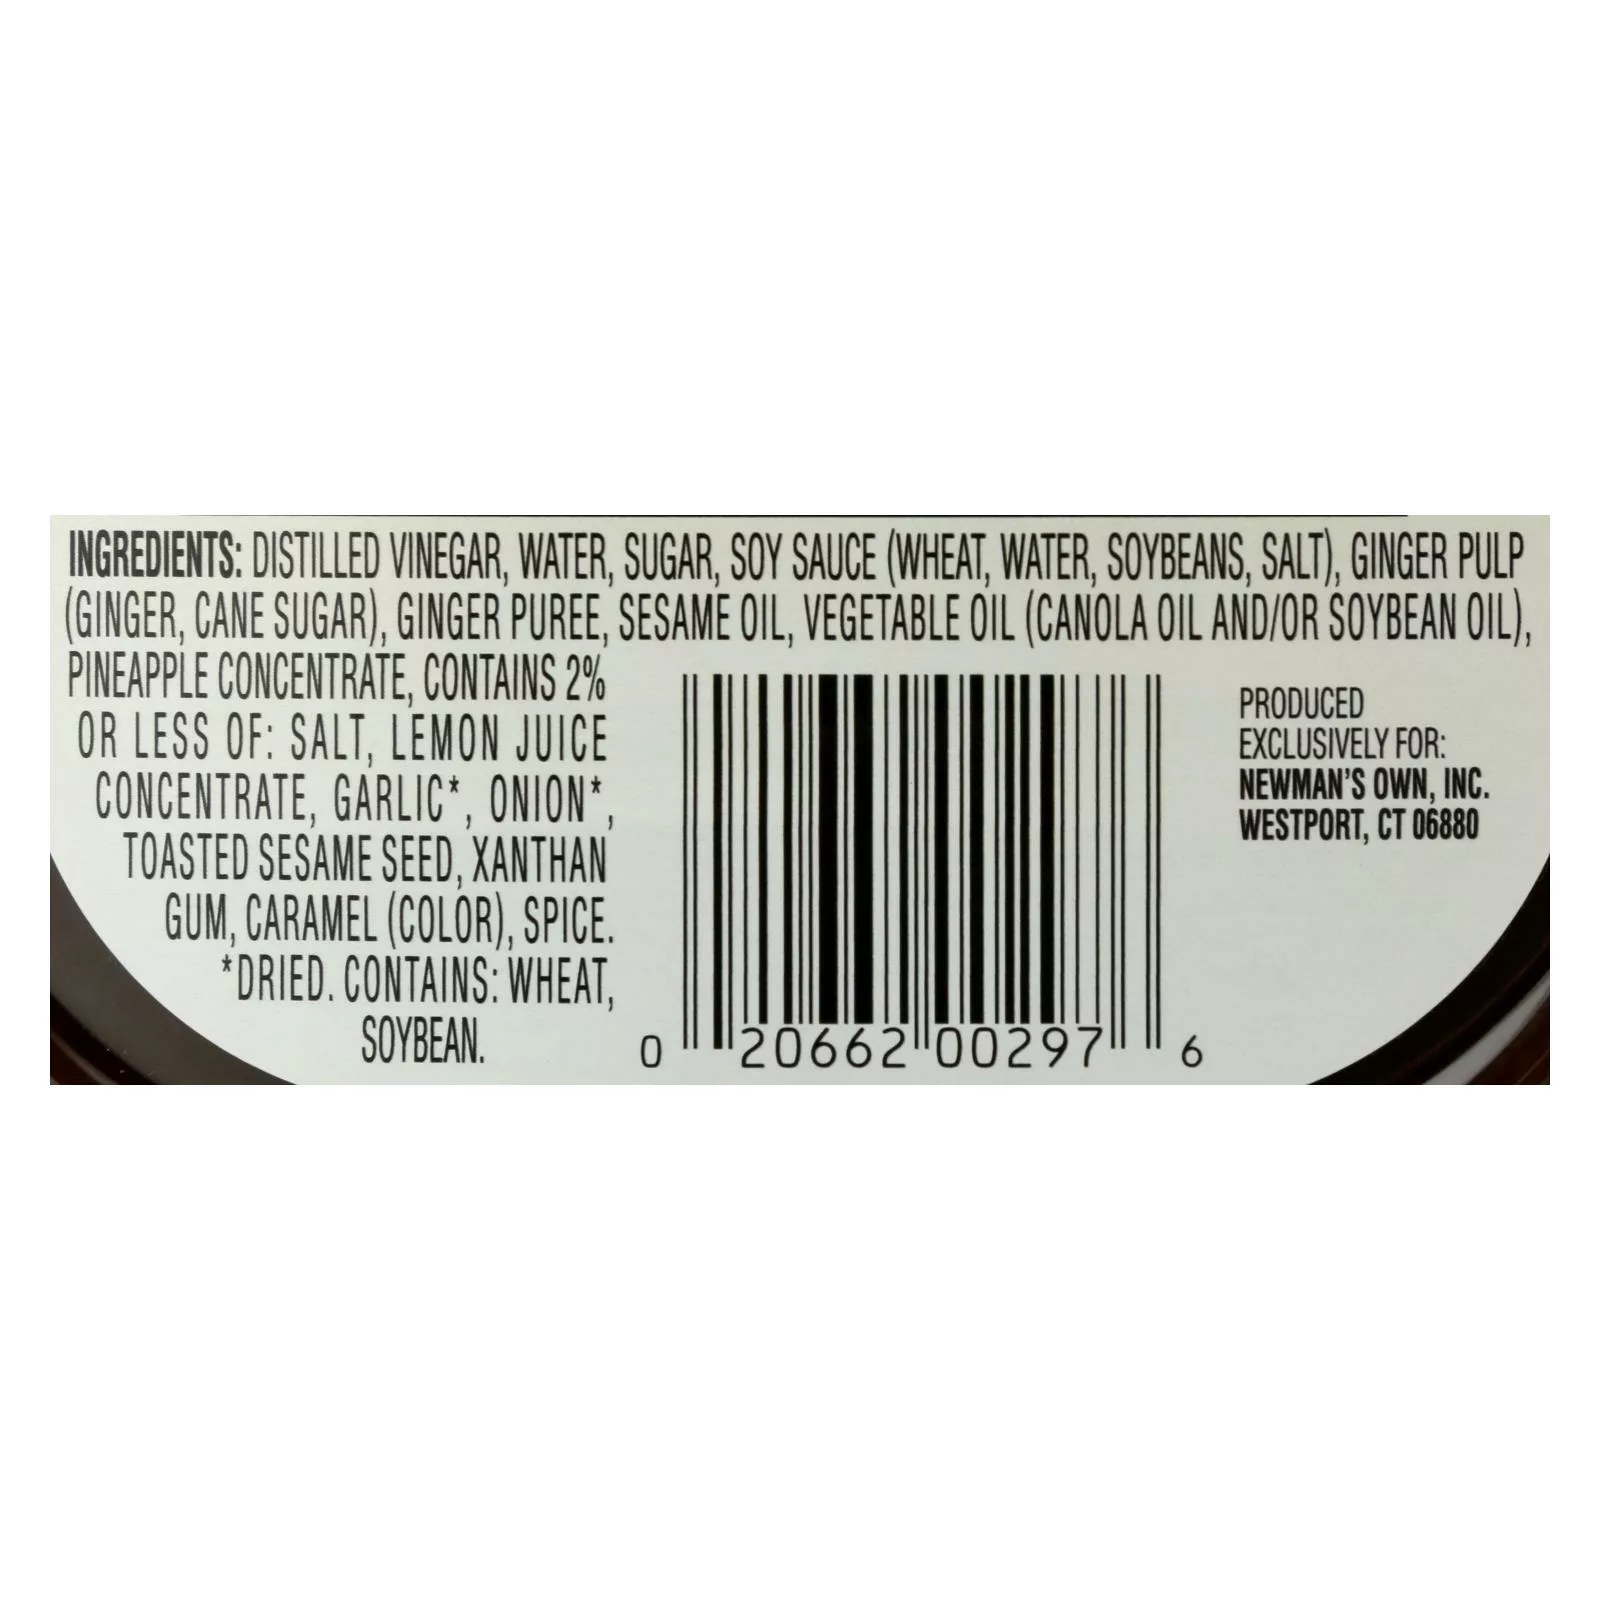 INGREDIENTS: DISTILLED VINEGAR, WATER, SUGAR, SOY SAUCE (WHEAT, WATER, SOYBEANS, SALT), GINGER PULP
(GINGER, CANE SUGAR), GINGER PUREE, SESAME OIL, VEGETABLE OIL (CANOLA OIL AND/OR SOYBEAN OIL),
PINEAPPLE CONCENTRATE, CONTAINS 2%
OR LESS OF: SALT, LEMON JUICE
CONCENTRATE, GARLIC*, ONION*,
TOASTED SESAME SEED, XANTHAN
GUM, CARAMEL (COLOR), SPICE.
*DRIED. CONTAINS: WHEAT,
SOYBEAN.
0 20662 00297 6
PRODUCED
EXCLUSIVELY FOR:
NEWMAN'S OWN, INC.
WESTPORT, CT 06880